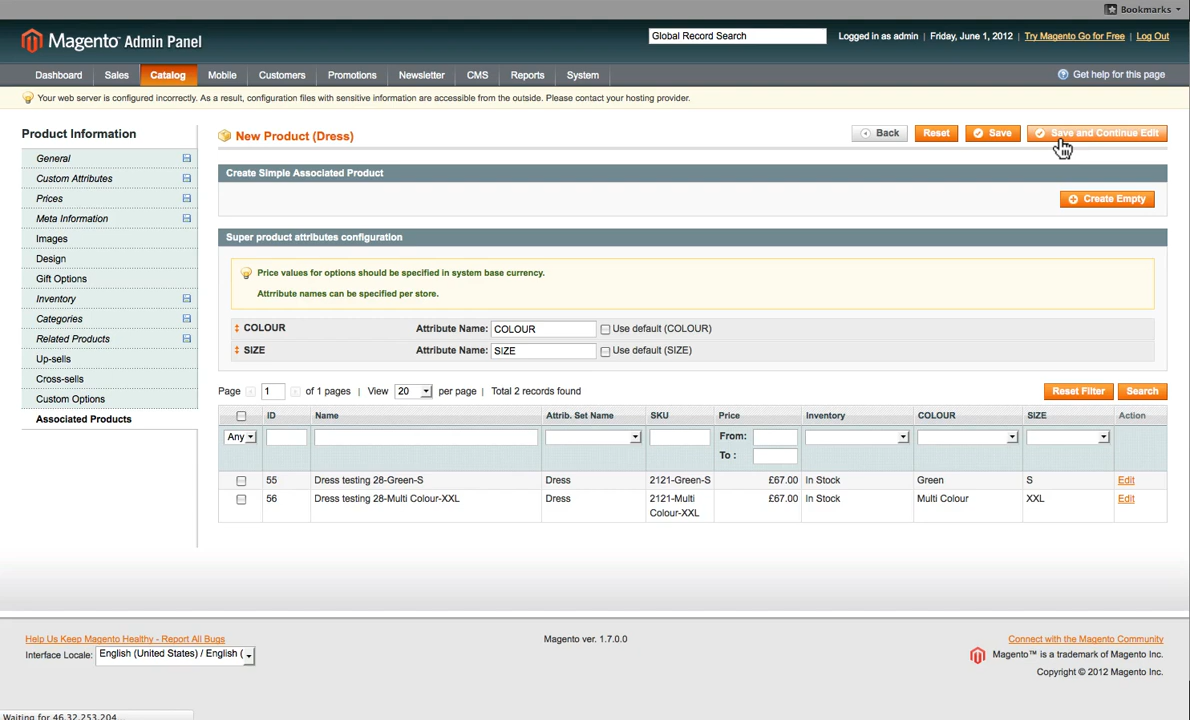 Bookmarks
Magento Admin Panel
Global Record Search
Logged in as admin | Friday, June 1, 2012 | Try Magento Go for Free | Log Out
Dashboard Sales Catalog Mobile Customers Promotions Newsletter CMS Reports System
Get help for this page
Your web server is configured incorrectly. As a result, configuration files with sensitive information are accessible from the outside. Please contact your hosting provider.
Product Information
General
Custom Attributes
Prices
Meta Information
Images
Design
Gift Options
Inventory
Categories
Related Products
Up-sells
Cross-sells
Custom Options
Associated Products
New Product (Dress)
Back Reset Save Save and Continue Edit
Create Simple Associated Product
Create Empty
Super product attributes configuration
Price values for options should be specified in system base currency.
Attrribute names can be specified per store.
COLOUR Attribute Name: COLOUR Use default (COLOUR)
SIZE Attribute Name: SIZE Use default (SIZE)
Page 1 of 1 pages | View 20 per page | Total 2 records found
Reset Filter Search
ID Name Attrib. Set Name SKU Price Inventory COLOUR SIZE Action
Any From:
To :
55 Dress testing 28-Green-S Dress 2121-Green-S £67.00 In Stock Green S Edit
56 Dress testing 28-Multi Colour-XXL Dress 2121-Multi £67.00 In Stock Multi Colour XXL Edit
Colour-XXL
Help Us Keep Magento Healthy - Report All Bugs
Interface Locale: English (United States) / English (
Magento ver. 1.7.0.0
Connect with the Magento Community
Magento™ is a trademark of Magento Inc.
Copyright © 2012 Magento Inc.
Waiting for 46.32.253.204...